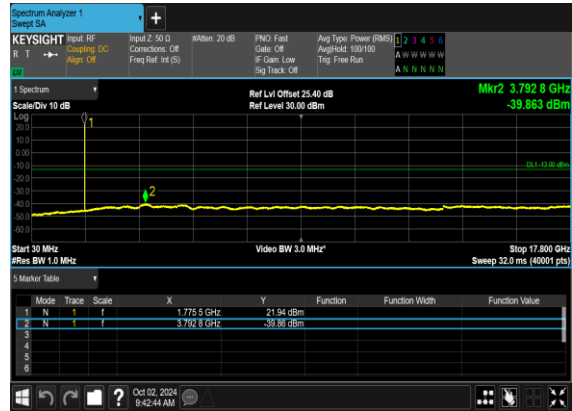 Spectrum Analyzer 1
Swept SA
+
KEYSIGHT Input: RF Input Z: 50 Ω #Atten: 20 dB PNO: Fast Avg Type: Power (RMS) 1 2 3 4 5 6
R T Coupling: DC Corrections: Off Gate: Off Avg|Hold: 100/100 A W W W W W
Align: Off Freq Ref: Int (S) IF Gain: Low Trig: Free Run
Sig Track: Off A N N N N N
1 Spectrum Ref Lvl Offset 25.40 dB Mkr2 3.792 8 GHz
Scale/Div 10 dB Ref Level 30.00 dBm -39.863 dBm
Log
1
20.0
10.0
0.00
-10.0
DL1 -13.00 dBm
-20.0
-30.0
2
-40.0
-50.0
-60.0
Start 30 MHz Video BW 3.0 MHz* Stop 17.800 GHz
#Res BW 1.0 MHz Sweep 32.0 ms (40001 pts)
5 Marker Table
Mode Trace Scale X Y Function Function Width Function Value
1 N 1 f 1.775 5 GHz 21.94 dBm
2 N 1 f 3.792 8 GHz -39.86 dBm
3
4
5
6
? Oct 02, 2024
9:42:44 AM